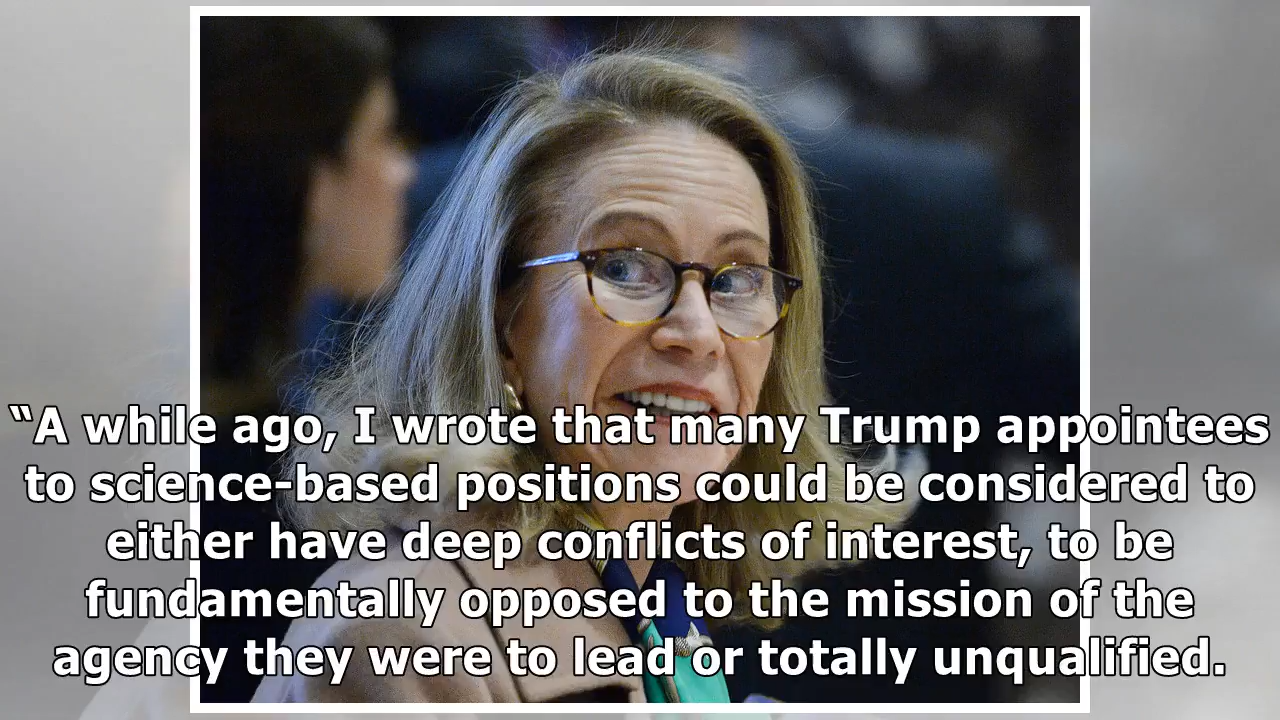 “A while ago, I wrote that many Trump appointees
to science-based positions could be considered to
either have deep conflicts of interest, to be
fundamentally opposed to the mission of the
agency they were to lead or totally unqualified.